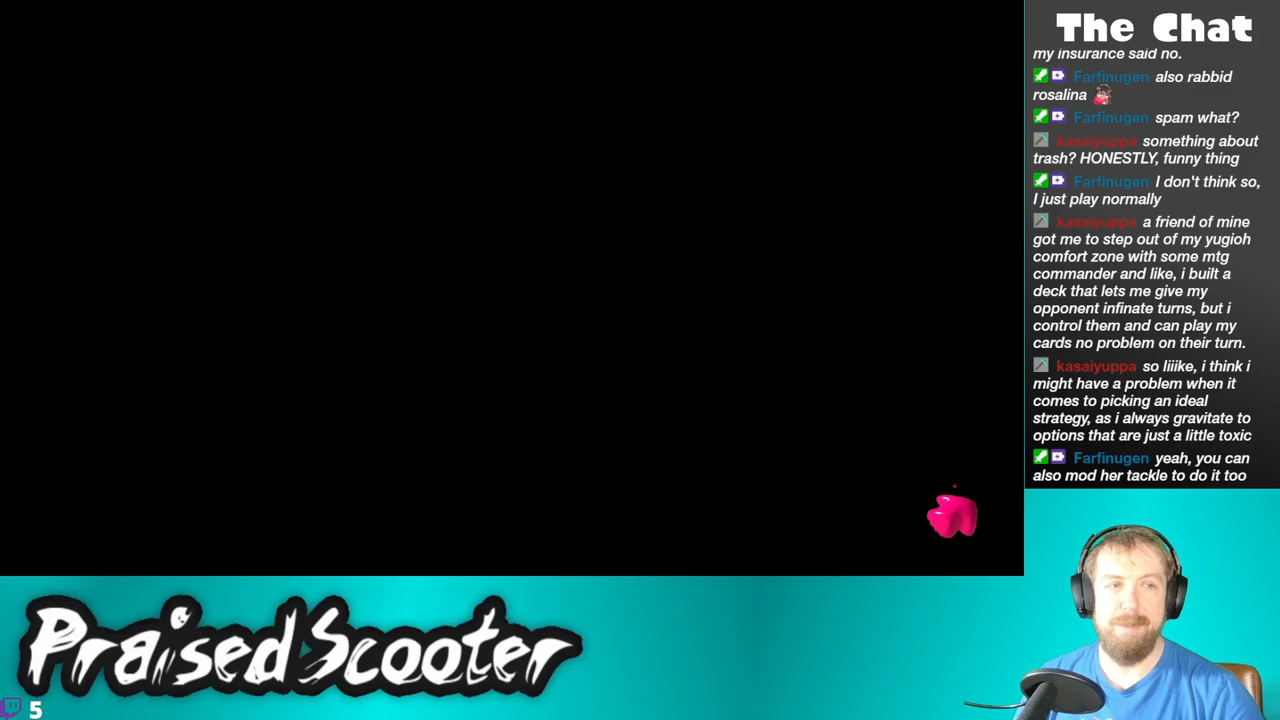 The Chat
my insurance said no.
Farfinugen also rabbid
rosalina
Farfinugen spam what?
kasaiyuppa something about
trash? HONESTLY, funny thing
Farfinugen I don't think so,
I just play normally
kasaiyuppa a friend of mine
got me to step out of my yugioh
comfort zone with some mtg
commander and like, i built a
deck that lets me give my
opponent infinate turns, but i
control them and can play my
cards no problem on their turn.
kasaiyuppa so liiike, i think i
might have a problem when it
comes to picking an ideal
strategy, as i always gravitate to
options that are just a little toxic
Farfinugen yeah, you can
also mod her tackle to do it too
PraisedScooter
5